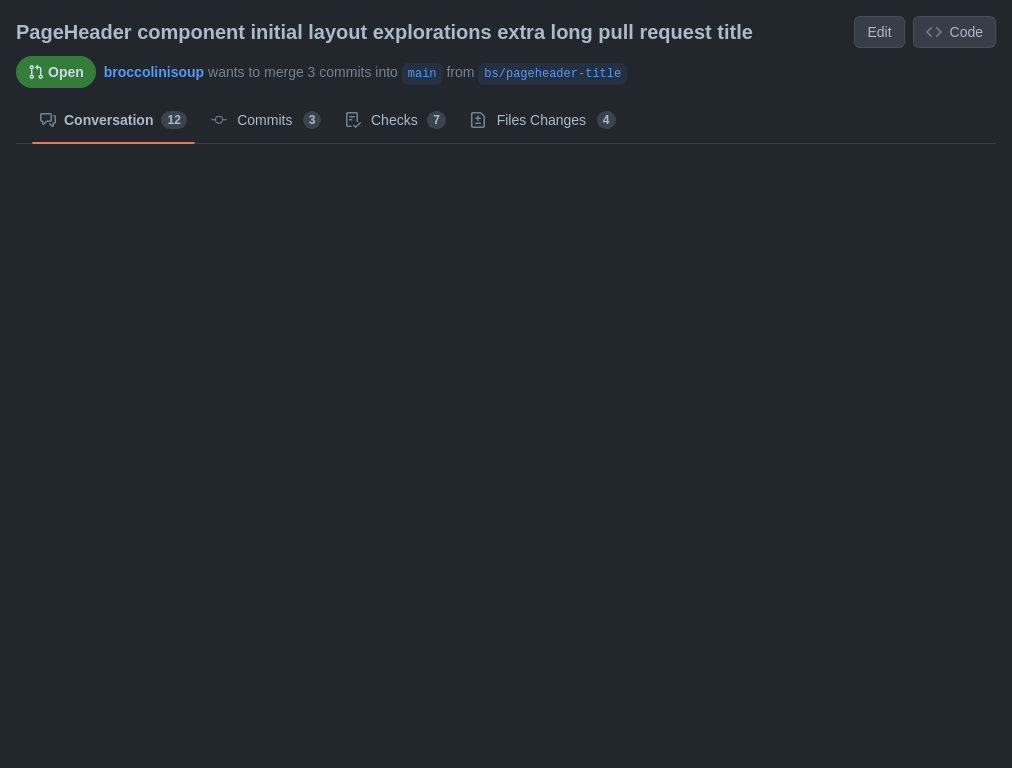 PageHeader component initial layout explorations extra long pull request title Edit Code
Open broccolinisoup wants to merge 3 commits into main from bs/pageheader-title
Conversation 12 Commits 3 Checks 7 Files Changes 4